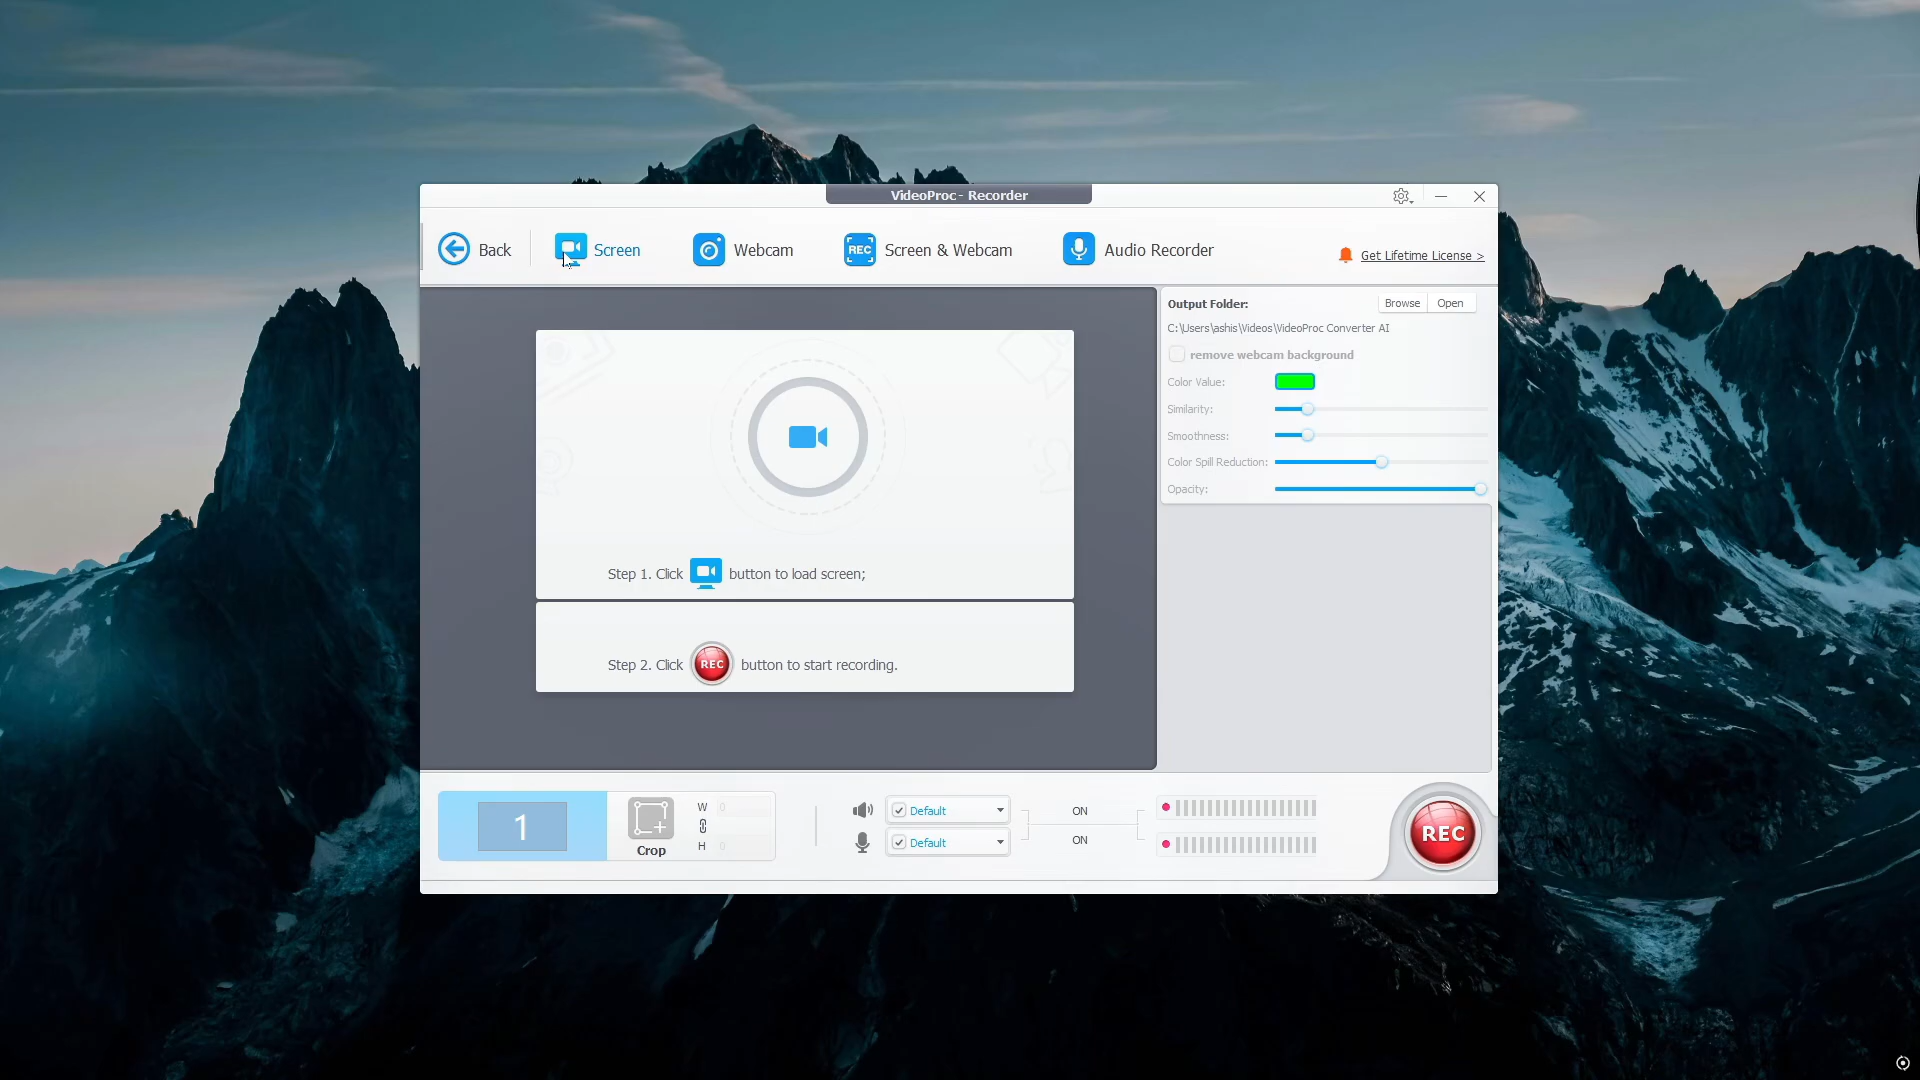 VideoProc - Recorder
Back
Screen
Webcam
REC
Screen & Webcam
Audio Recorder
Get Lifetime License >
Output Folder:
Browse
Open
C:\Users\ashis\Videos\VideoProc Converter AI
remove webcam background
Color Value:
Similarity:
Smoothness:
Color Spill Reduction:
Opacity:
Step 1. Click button to load screen;
Step 2. Click REC button to start recording.
1
Crop
W 0
H 0
Default
ON
Default
ON
REC